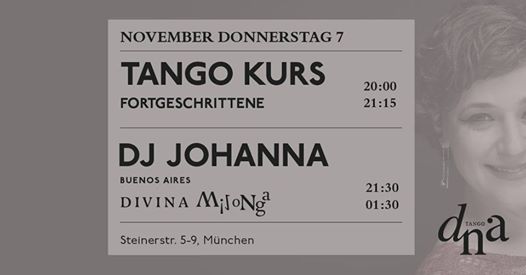 NOVEMBER DONNERSTAG 7
TANGO KURS
FORTGESCHRITTENE
20:00
21:15
DJ JOHANNA
BUENOS AIRES
DIVINA MiloNga
21:30
01:30
Steinerstr. 5-9, München
TANGO
dna